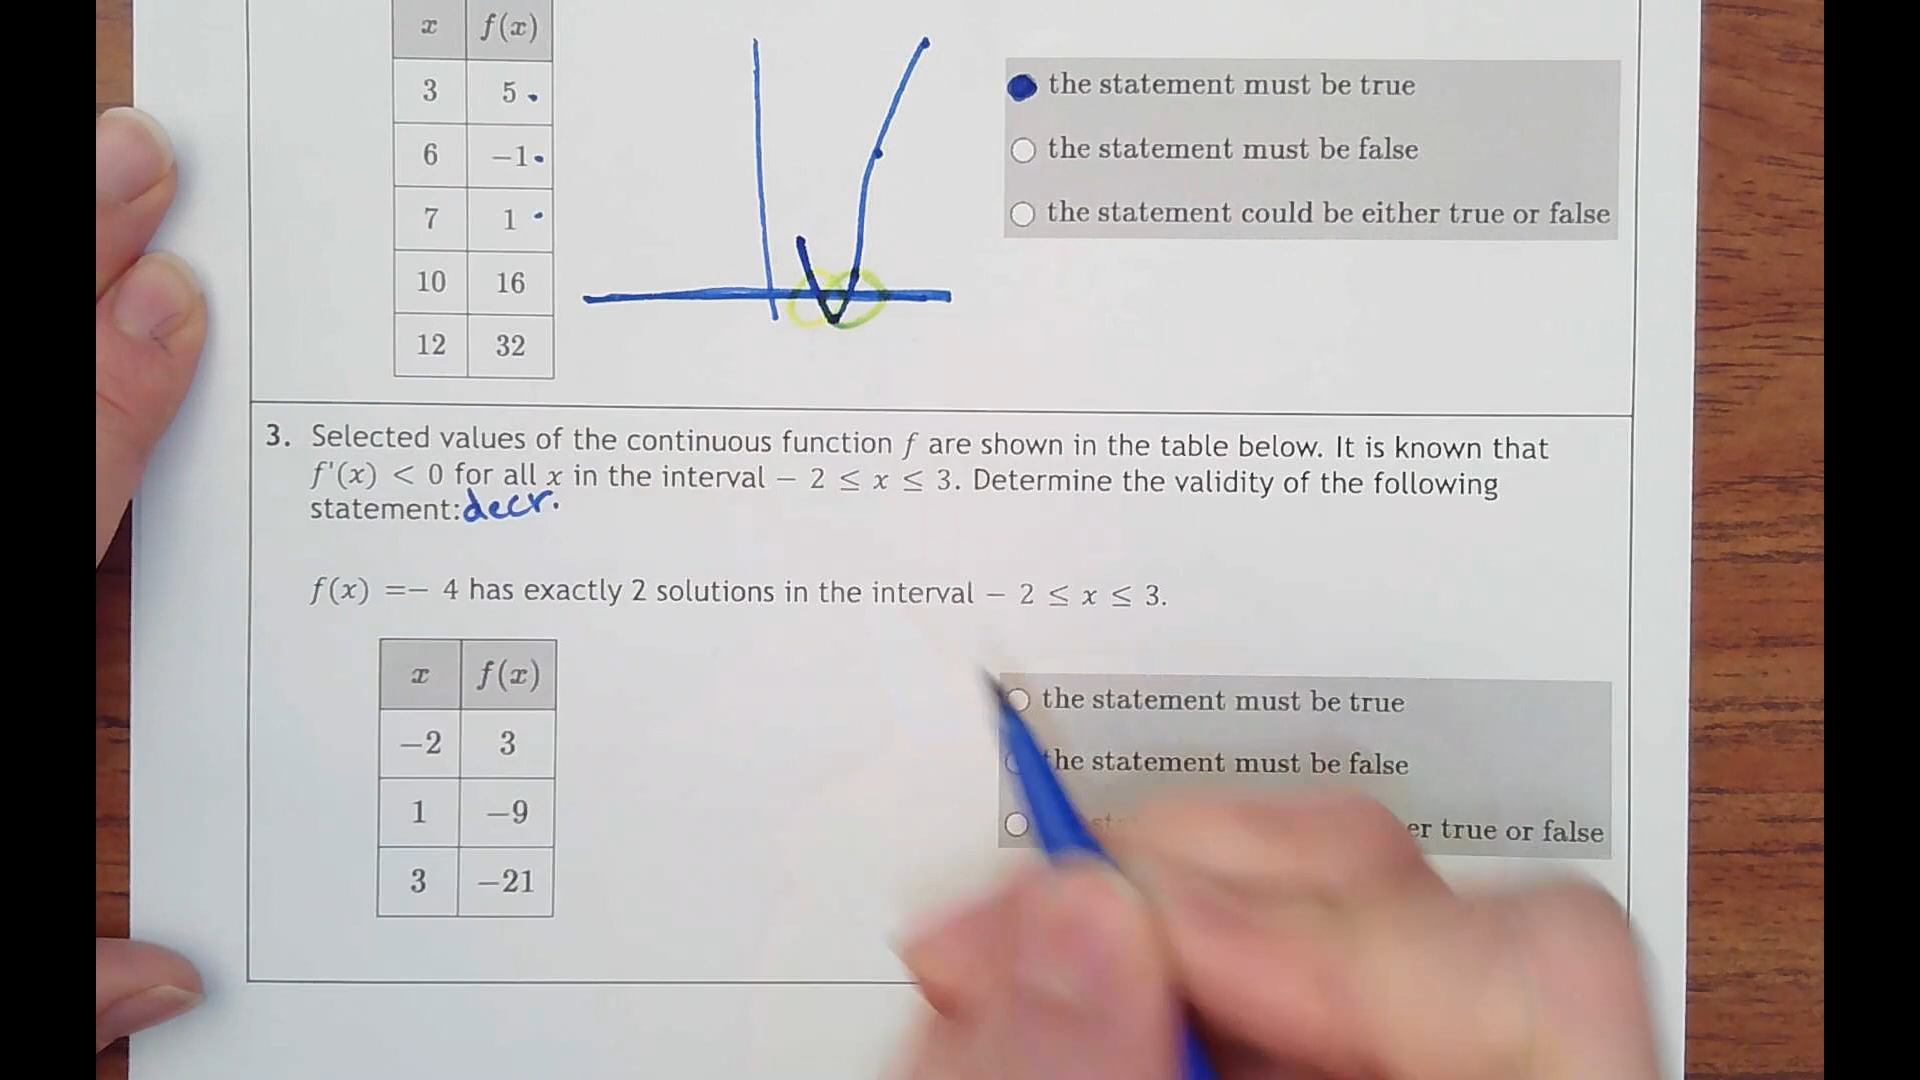 x f(x)
3 5
6 −1
7 1
10 16
12 32
the statement must be true
the statement must be false
the statement could be either true or false
3. Selected values of the continuous function f are shown in the table below. It is known that
f'(x) < 0 for all x in the interval − 2 ≤ x ≤ 3. Determine the validity of the following
statement: decr.
f(x) =− 4 has exactly 2 solutions in the interval − 2 ≤ x ≤ 3.
x f(x)
−2 3
1 −9
3 −21
the statement must be true
the statement must be false
true or false